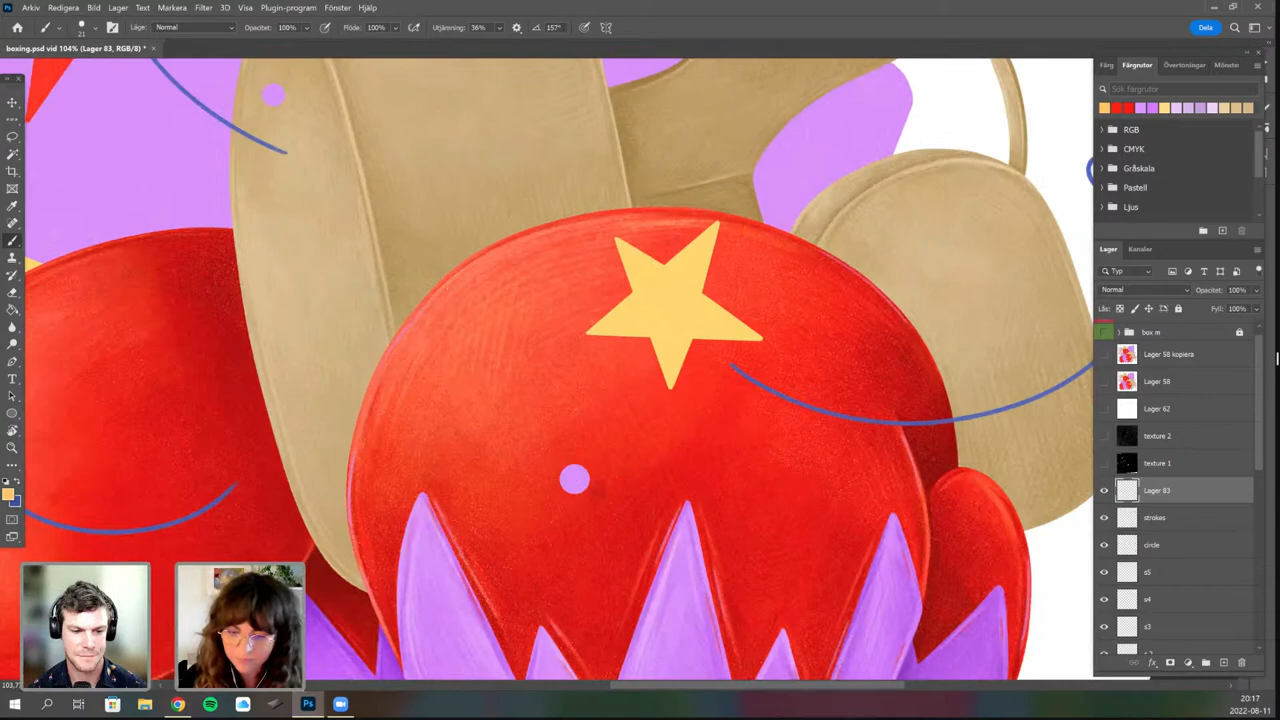 Arkiv Redigera Bild Lager Text Markera Filter 3D Visa Plugin-program Fönster Hjälp
21 Läge: Normal Opacitet: 100% Flöde: 100% Utjämning: 36% 157° Dela
boxing.psd vid 104% (Lager 83, RGB/8) *
Färg Färgrutor Övertoningar Mönster
Sök färgrutor
RGB
CMYK
Gråskala
Pastell
Ljus
Lager Kanaler
Typ
Normal Opacitet: 100%
Lås: Fyll: 100%
box m
Lager 58 kopiera
Lager 58
Lager 62
texture 2
texture 1
Lager 83
strokes
circle
s5
s4
s3
20:17
2022-08-11